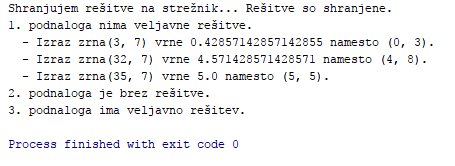 Shranjujem rešitve na strežnik... Rešitve so shranjene.
1. podnaloga nima veljavne rešitve.
- Izraz zrna(3, 7) vrne 0.42857142857142855 namesto (0, 3).
- Izraz zrna(32, 7) vrne 4.571428571428571 namesto (4, 8).
- Izraz zrna(35, 7) vrne 5.0 namesto (5, 5).
2. podnaloga je brez rešitve.
3. podnaloga ima veljavno rešitev.
Process finished with exit code 0